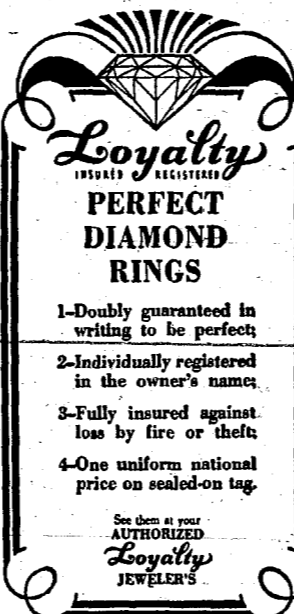 Loyalty
INSURED REGISTERED
PERFECT
DIAMOND
RINGS
1-Doubly guaranteed in
writing to be perfect;
2-Individually registered
in the owner's name;
3-Fully insured against
loss by fire or theft;
4-One uniform national
price on sealed-on tag.
See them at your
AUTHORIZED
Loyalty
JEWELER'S